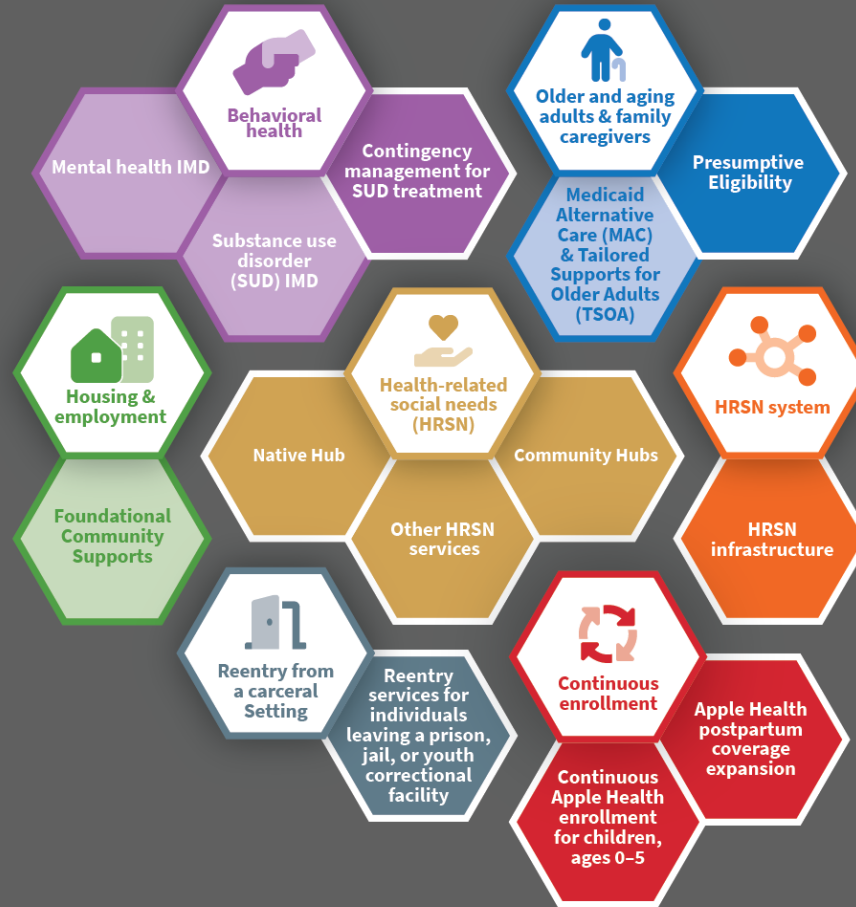 Behavioral
health
Mental health IMD
Contingency
management for
SUD treatment
Substance use
disorder
(SUD) IMD
Older and aging
adults & family
caregivers
Presumptive
Eligibility
Medicaid
Alternative
Care (MAC)
& Tailored
Supports for
Older Adults
(TSOA)
Housing &
employment
Foundational
Community
Supports
Health-related
social needs
(HRSN)
Native Hub
Community Hubs
Other HRSN
services
HRSN system
HRSN
infrastructure
Reentry from
a carceral
Setting
Reentry
services for
individuals
leaving a prison,
jail, or youth
correctional
facility
Continuous
enrollment
Apple Health
postpartum
coverage
expansion
Continuous
Apple Health
enrollment
for children,
ages 0–5